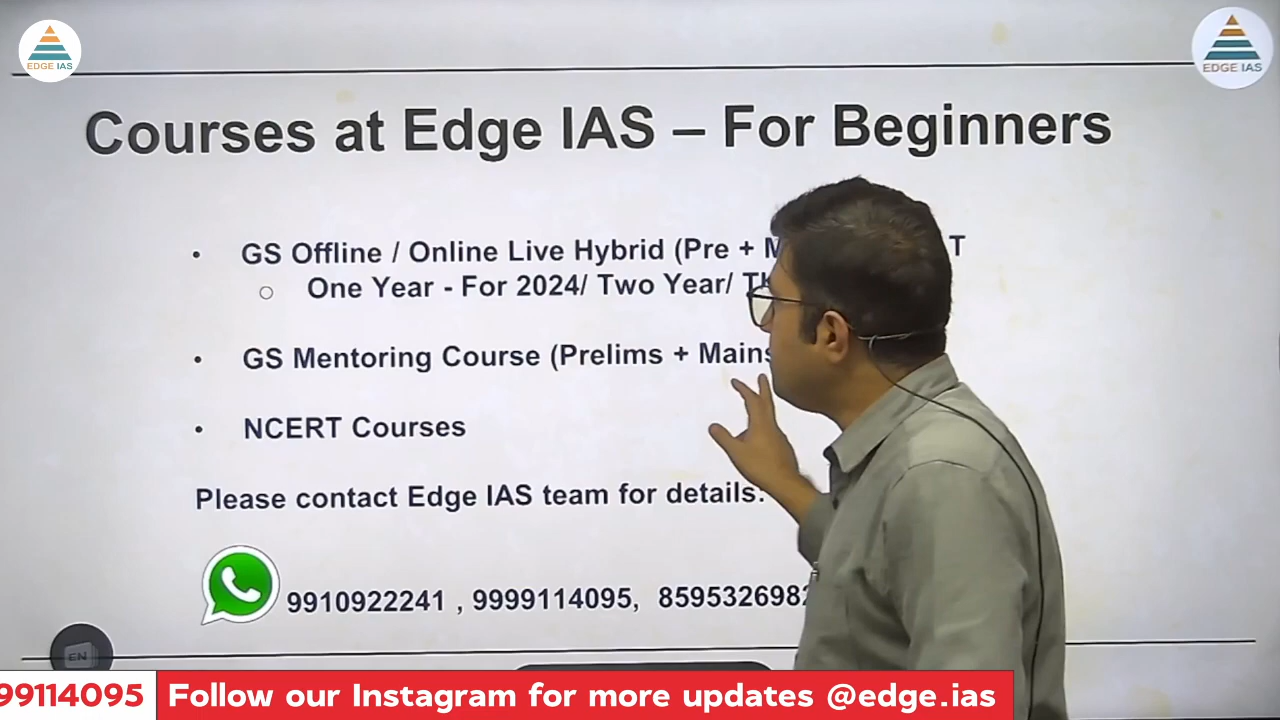 EDGE IAS
EDGE IAS
Courses at Edge IAS – For Beginners
• GS Offline / Online Live Hybrid (Pre + M T
○ One Year - For 2024/ Two Year/
• GS Mentoring Course (Prelims + Mains
• NCERT Courses
Please contact Edge IAS team for details:
9910922241 , 9999114095, 859532698
EN
99114095 Follow our Instagram for more updates @edge.ias